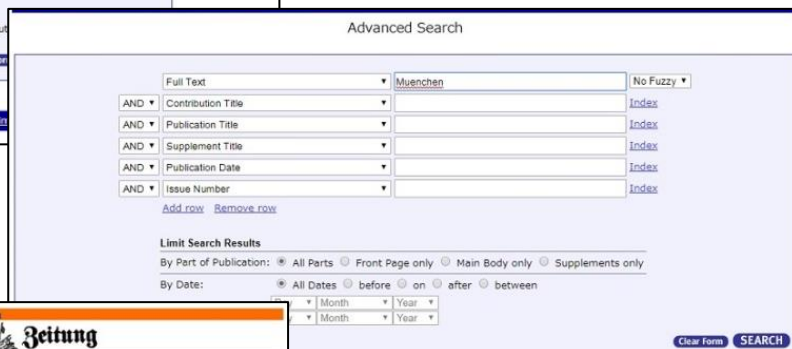 Advanced Search
Full Text Muenchen No Fuzzy
AND Contribution Title Index
AND Publication Title Index
AND Supplement Title Index
AND Publication Date Index
AND Issue Number Index
Add row Remove row
Limit Search Results
By Part of Publication: All Parts Front Page only Main Body only Supplements only
By Date: All Dates before on after between
Month Year
Month Year
Clear Form SEARCH
Zeitung